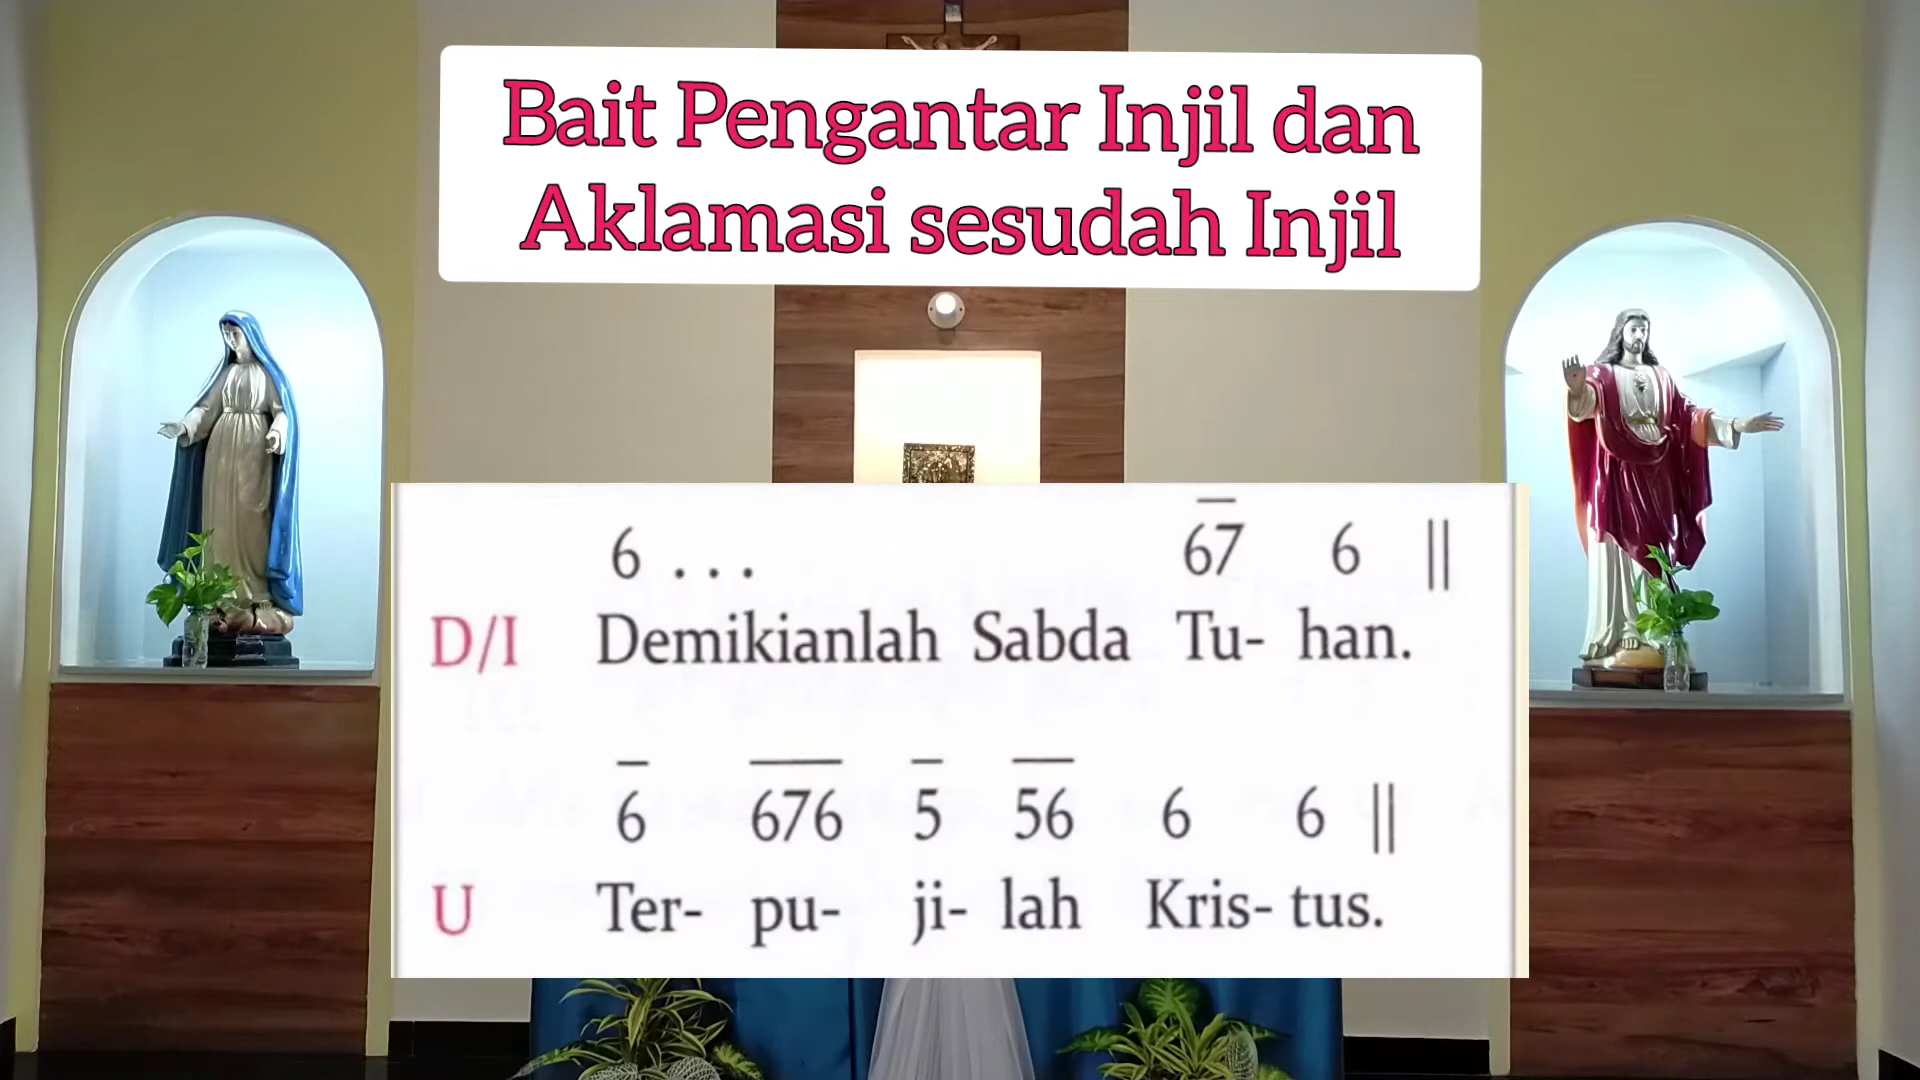 Bait Pengantar Injil dan
Aklamasi sesudah Injil
6 . . . 67 6 ||
D/I Demikianlah Sabda Tu- han.
6 676 5 56 6 6 ||
U Ter- pu- ji- lah Kris- tus.